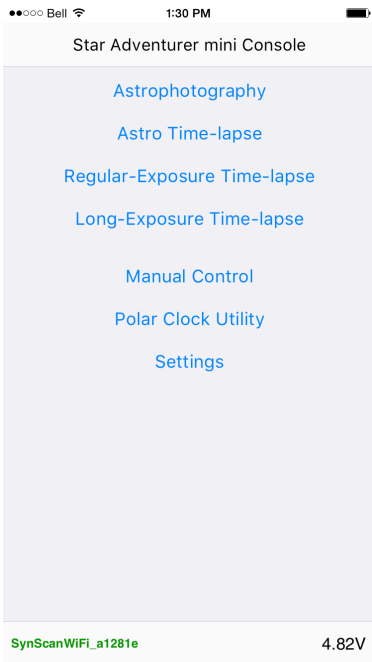 Bell 1:30 PM
Star Adventurer mini Console
Astrophotography
Astro Time-lapse
Regular-Exposure Time-lapse
Long-Exposure Time-lapse
Manual Control
Polar Clock Utility
Settings
SynScanWiFi_a1281e 4.82V